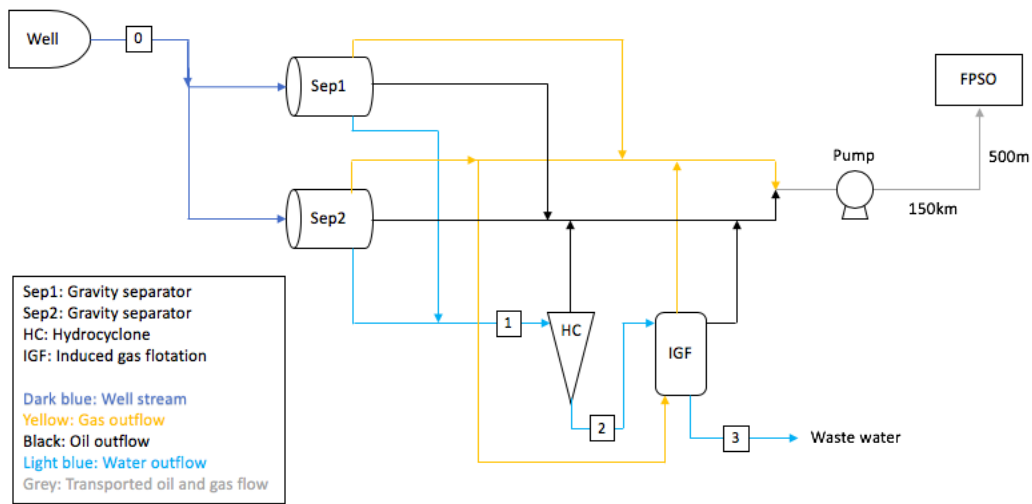 Well
0
Sep1
FPSO
Pump
500m
Sep2
150km
Sep1: Gravity separator
Sep2: Gravity separator
HC: Hydrocyclone
IGF: Induced gas flotation
Dark blue: Well stream
Yellow: Gas outflow
Black: Oil outflow
Light blue: Water outflow
Grey: Transported oil and gas flow
1
HC
IGF
2
3
Waste water